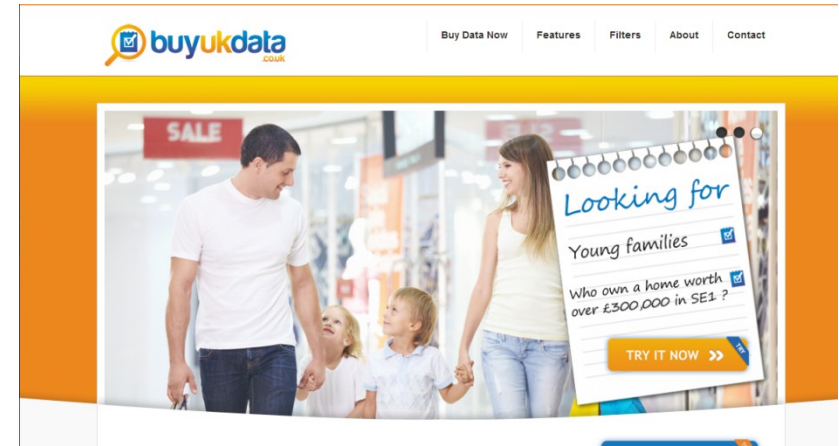 buyukdata
.co.uk
Buy Data Now
Features
Filters
About
Contact
SALE
Looking for
Young families
Who own a home worth
over £300,000 in SE1 ?
TRY IT NOW
TRY